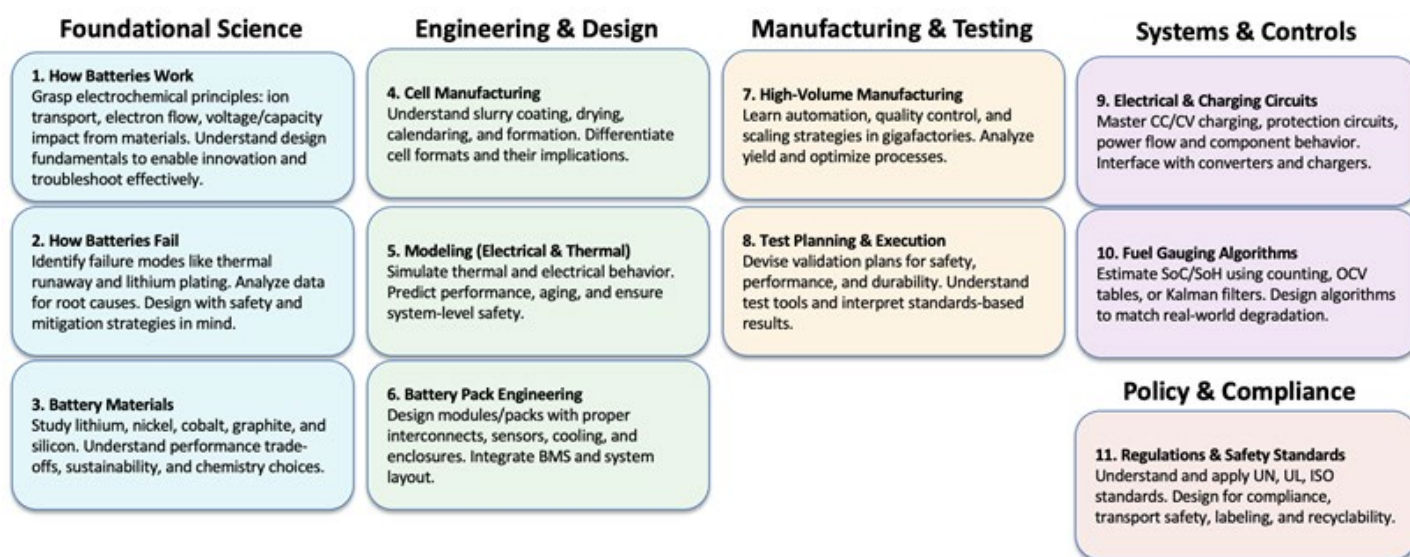 Foundational Science
1. How Batteries Work
Grasp electrochemical principles: ion
transport, electron flow, voltage/capacity
impact from materials. Understand design
fundamentals to enable innovation and
troubleshoot effectively.
2. How Batteries Fail
Identify failure modes like thermal
runaway and lithium plating. Analyze data
for root causes. Design with safety and
mitigation strategies in mind.
3. Battery Materials
Study lithium, nickel, cobalt, graphite, and
silicon. Understand performance trade-
offs, sustainability, and chemistry choices.
Engineering & Design
4. Cell Manufacturing
Understand slurry coating, drying,
calendaring, and formation. Differentiate
cell formats and their implications.
5. Modeling (Electrical & Thermal)
Simulate thermal and electrical behavior.
Predict performance, aging, and ensure
system-level safety.
6. Battery Pack Engineering
Design modules/packs with proper
interconnects, sensors, cooling, and
enclosures. Integrate BMS and system
layout.
Manufacturing & Testing
7. High-Volume Manufacturing
Learn automation, quality control, and
scaling strategies in gigafactories. Analyze
yield and optimize processes.
8. Test Planning & Execution
Devise validation plans for safety,
performance, and durability. Understand
test tools and interpret standards-based
results.
Systems & Controls
9. Electrical & Charging Circuits
Master CC/CV charging, protection circuits,
power flow and component behavior.
Interface with converters and chargers.
10. Fuel Gauging Algorithms
Estimate SoC/SoH using counting, OCV
tables, or Kalman filters. Design algorithms
to match real-world degradation.
Policy & Compliance
11. Regulations & Safety Standards
Understand and apply UN, UL, ISO
standards. Design for compliance,
transport safety, labeling, and recyclability.